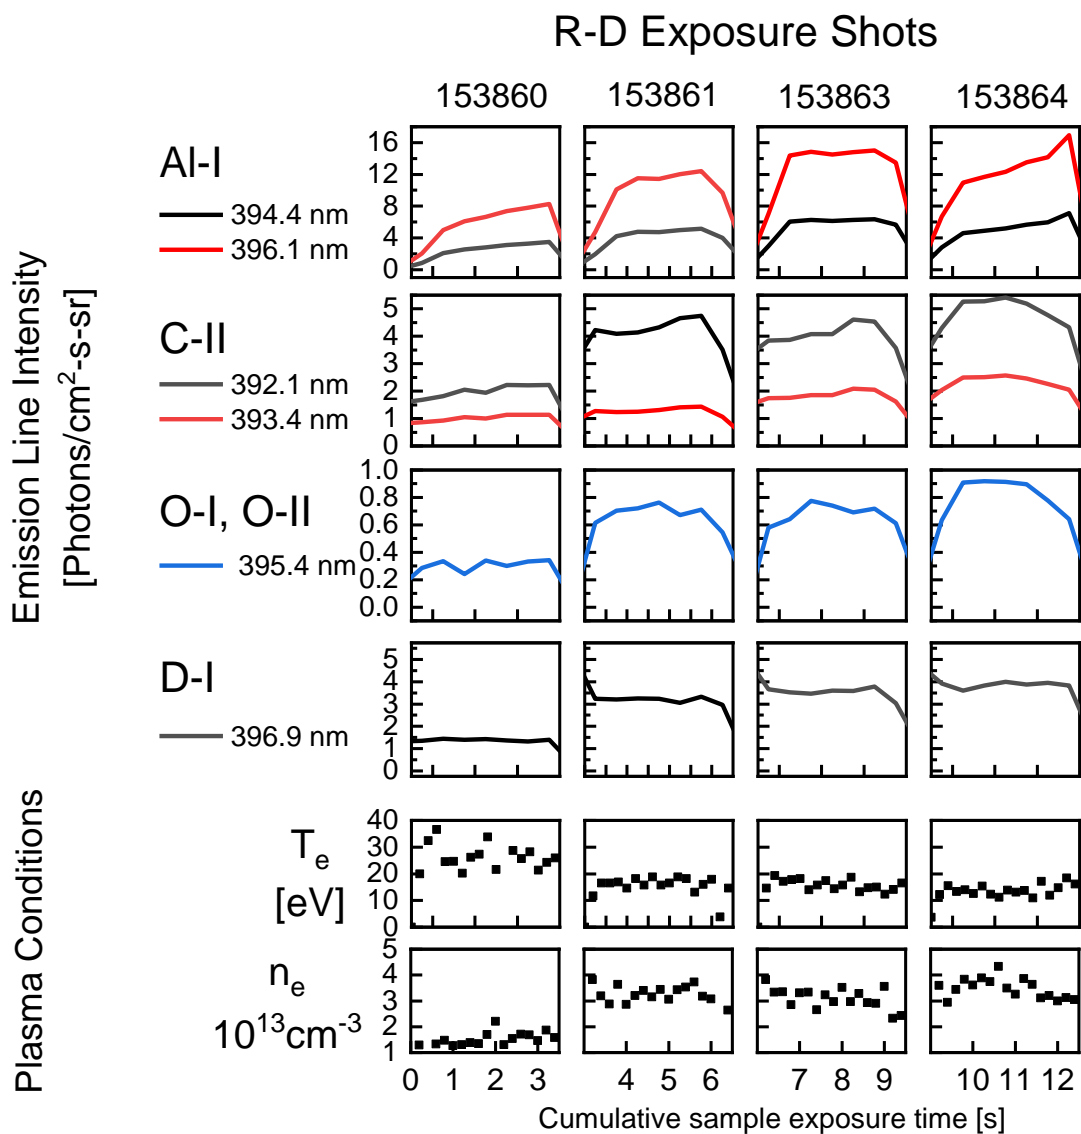 R-D Exposure Shots
153860 153861 153863 153864
Emission Line Intensity
[Photons/cm²-s-sr]
Al-I
394.4 nm
396.1 nm
16
12
8
4
0
C-II
392.1 nm
393.4 nm
5
4
3
2
1
0
O-I, O-II
395.4 nm
1.0
0.8
0.6
0.4
0.2
0.0
D-I
396.9 nm
5
4
3
2
1
0
Plasma Conditions
Te
[eV]
40
30
20
10
0
ne
10¹³cm⁻³
5
4
3
2
1
0 1 2 3 4 5 6 7 8 9 10 11 12
Cumulative sample exposure time [s]